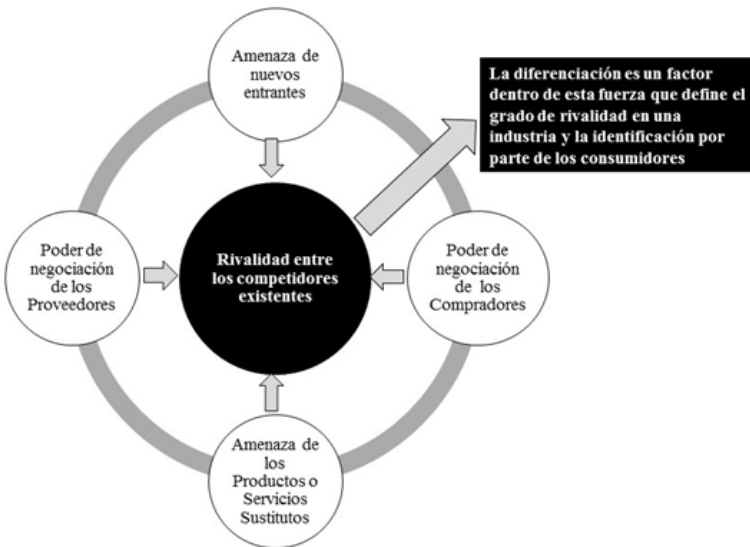 Amenaza de
nuevos
entrantes
La diferenciación es un factor
dentro de esta fuerza que define el
grado de rivalidad en una
industria y la identificación por
parte de los consumidores
Poder de
negociación
de los
Proveedores
Rivalidad entre
los competidores
existentes
Poder de
negociación
de los
Compradores
Amenaza de
los
Productos o
Servicios
Sustitutos